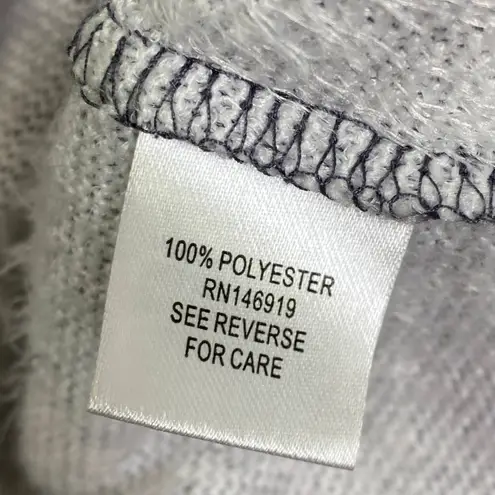 100% POLYESTER
RN146919
SEE REVERSE
FOR CARE